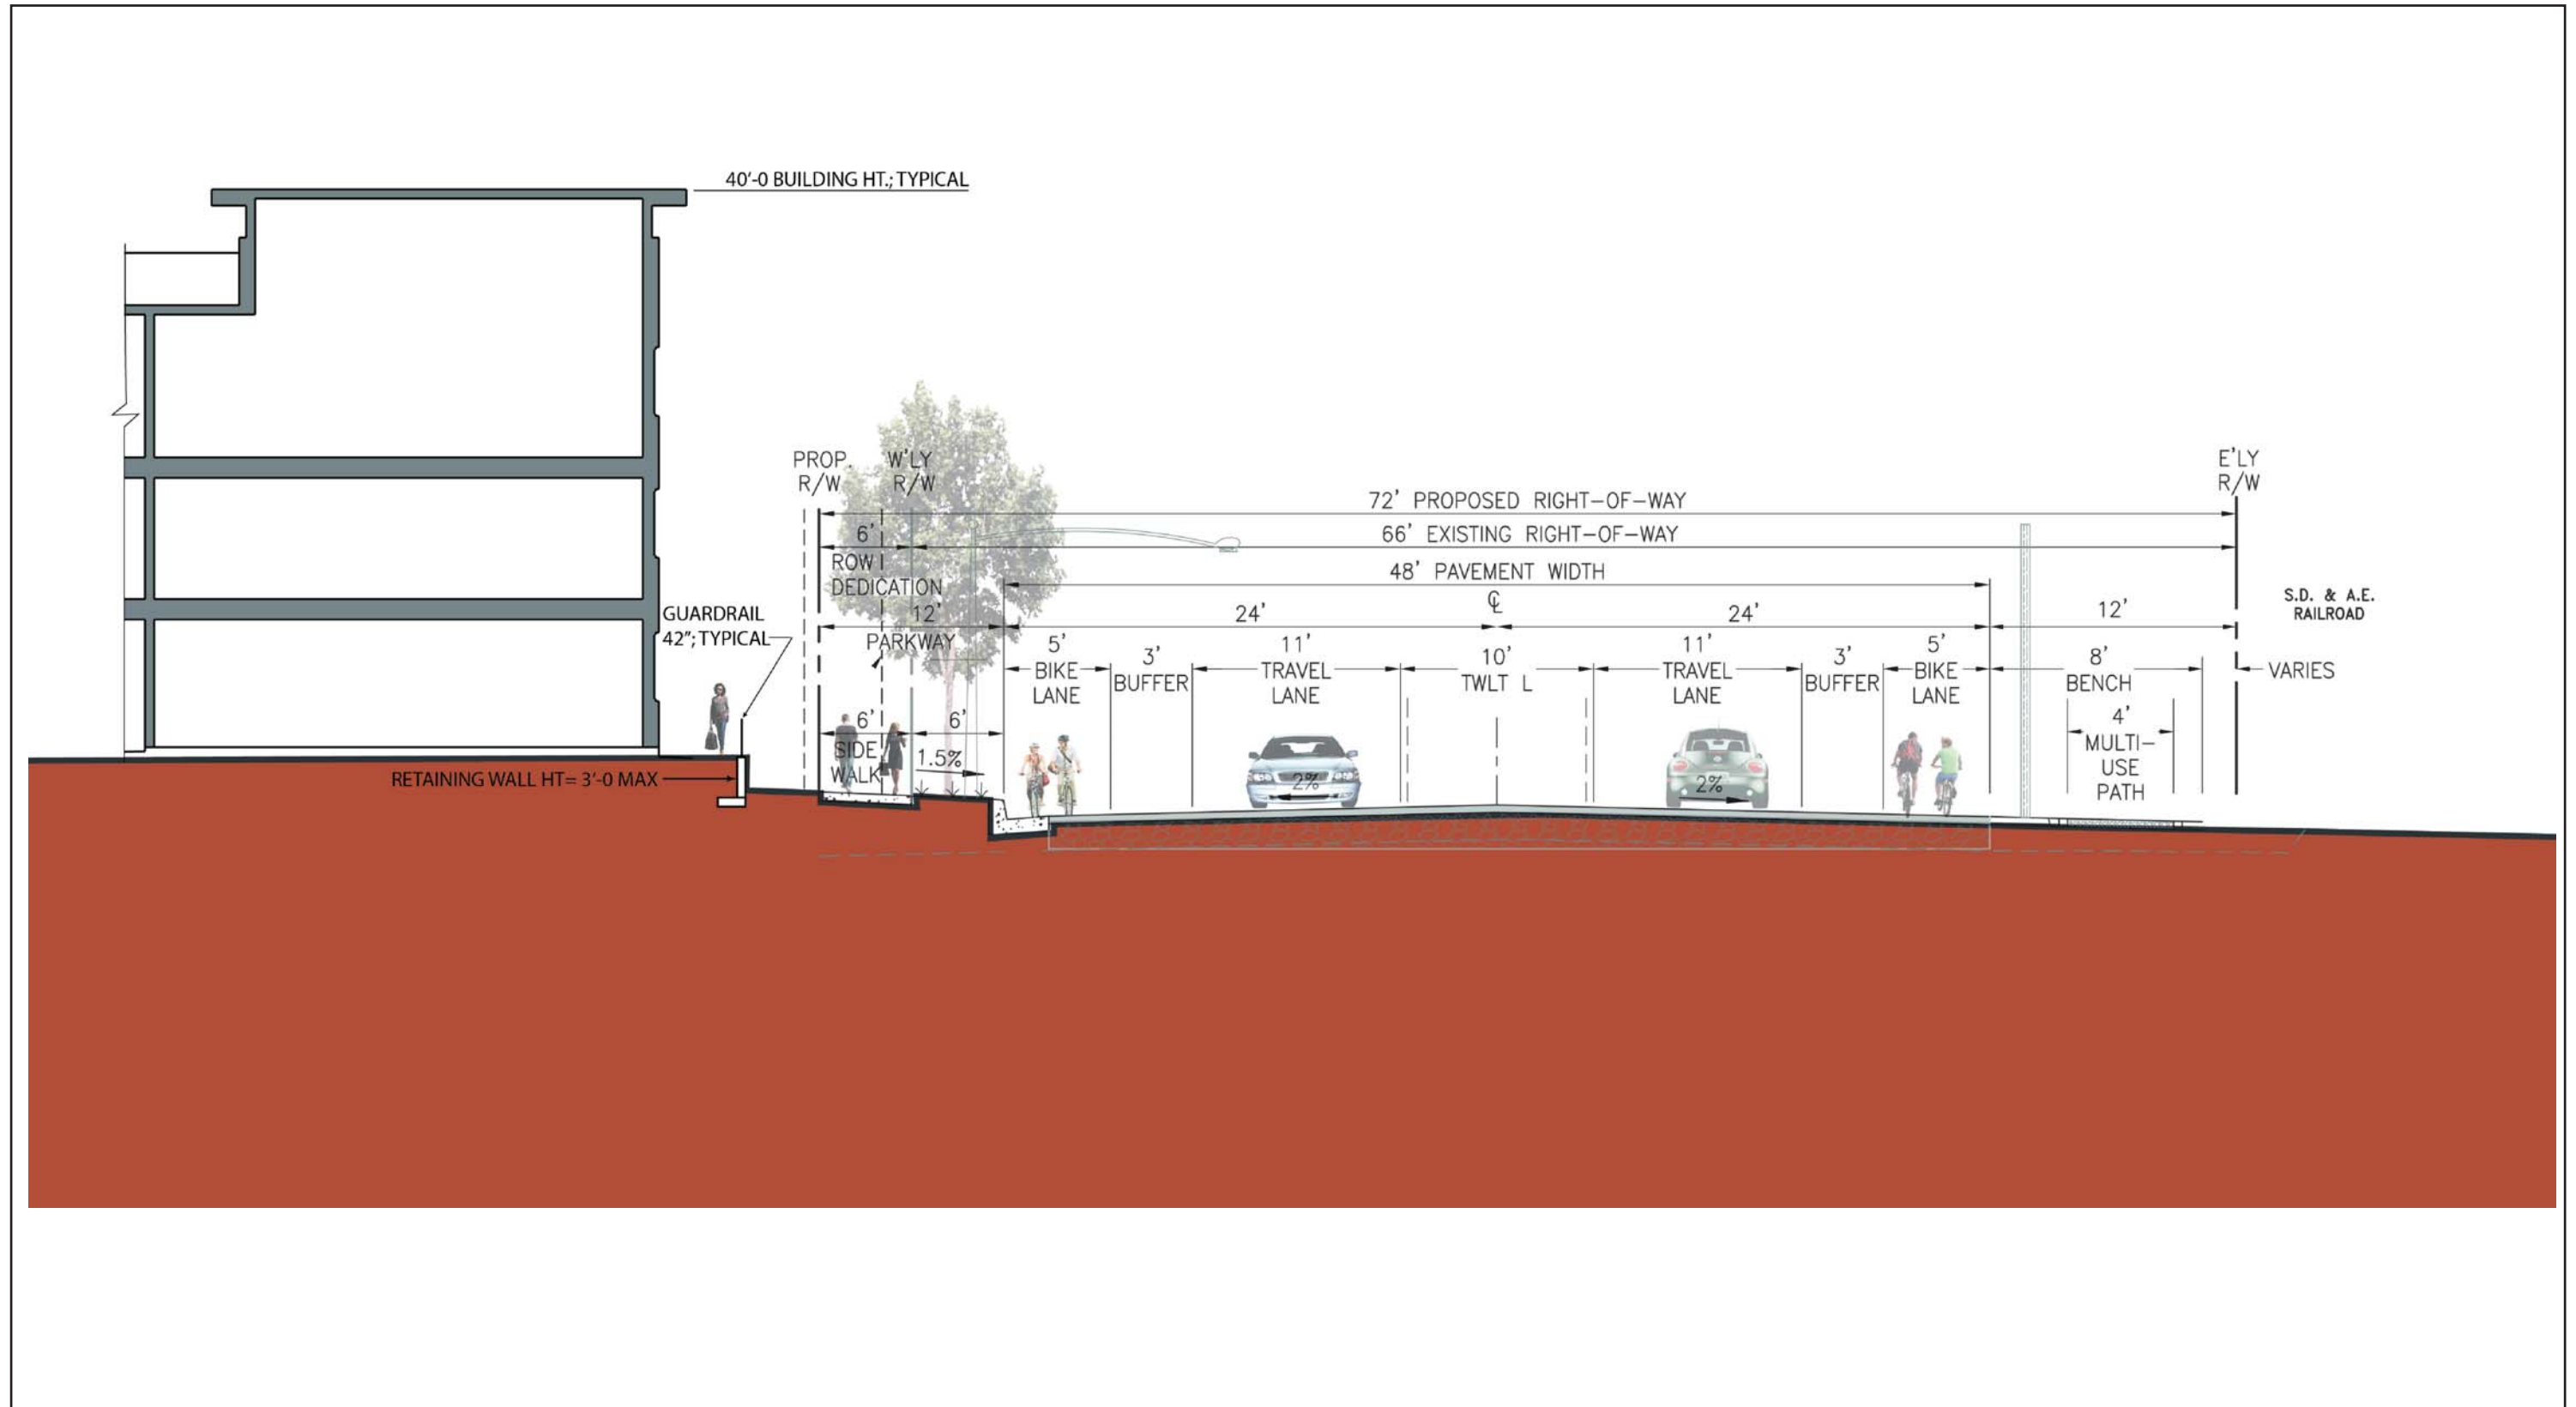 40'-0 BUILDING HT.; TYPICAL
PROP.
R/W
W'LY
R/W
E'LY
R/W
72' PROPOSED RIGHT-OF-WAY
66' EXISTING RIGHT-OF-WAY
6'
ROW
DEDICATION
48' PAVEMENT WIDTH
℄
S.D. & A.E.
RAILROAD
GUARDRAIL
42"; TYPICAL
12'
PARKWAY
24'
24'
12'
5'
BIKE
LANE
3'
BUFFER
11'
TRAVEL
LANE
10'
TWLT L
11'
TRAVEL
LANE
3'
BUFFER
5'
BIKE
LANE
8'
BENCH
VARIES
6'
SIDE
WALK
6'
1.5%
2%
2%
4'
MULTI-
USE
PATH
RETAINING WALL HT= 3'-0 MAX